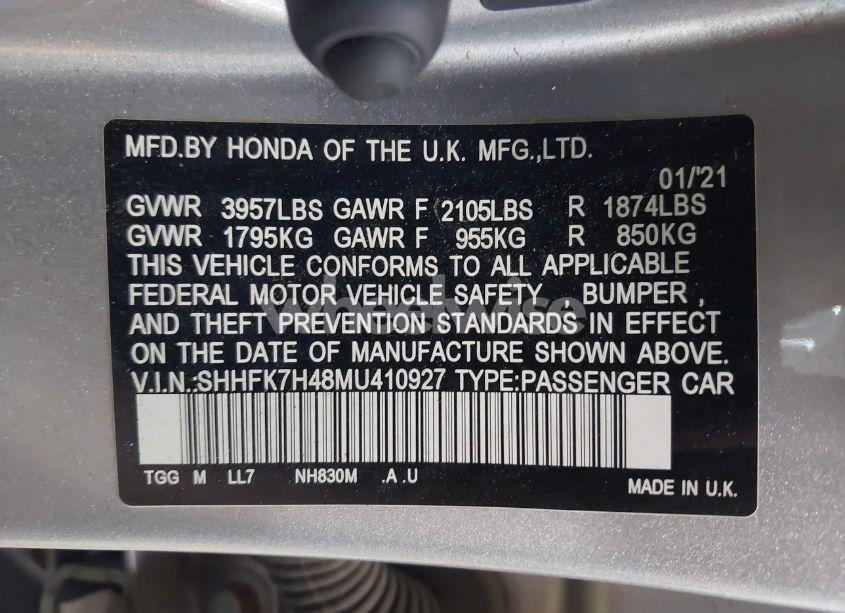 MFD.BY HONDA OF THE U.K. MFG.,LTD.
01/'21
GVWR 3957LBS GAWR F 2105LBS R 1874LBS
GVWR 1795KG GAWR F 955KG R 850KG
THIS VEHICLE CONFORMS TO ALL APPLICABLE
FEDERAL MOTOR VEHICLE SAFETY , BUMPER ,
AND THEFT PREVENTION STANDARDS IN EFFECT
ON THE DATE OF MANUFACTURE SHOWN ABOVE.
V.I.N.:SHHFK7H48MU410927 TYPE:PASSENGER CAR
TGG M LL7 NH830M .A .U
MADE IN U.K.